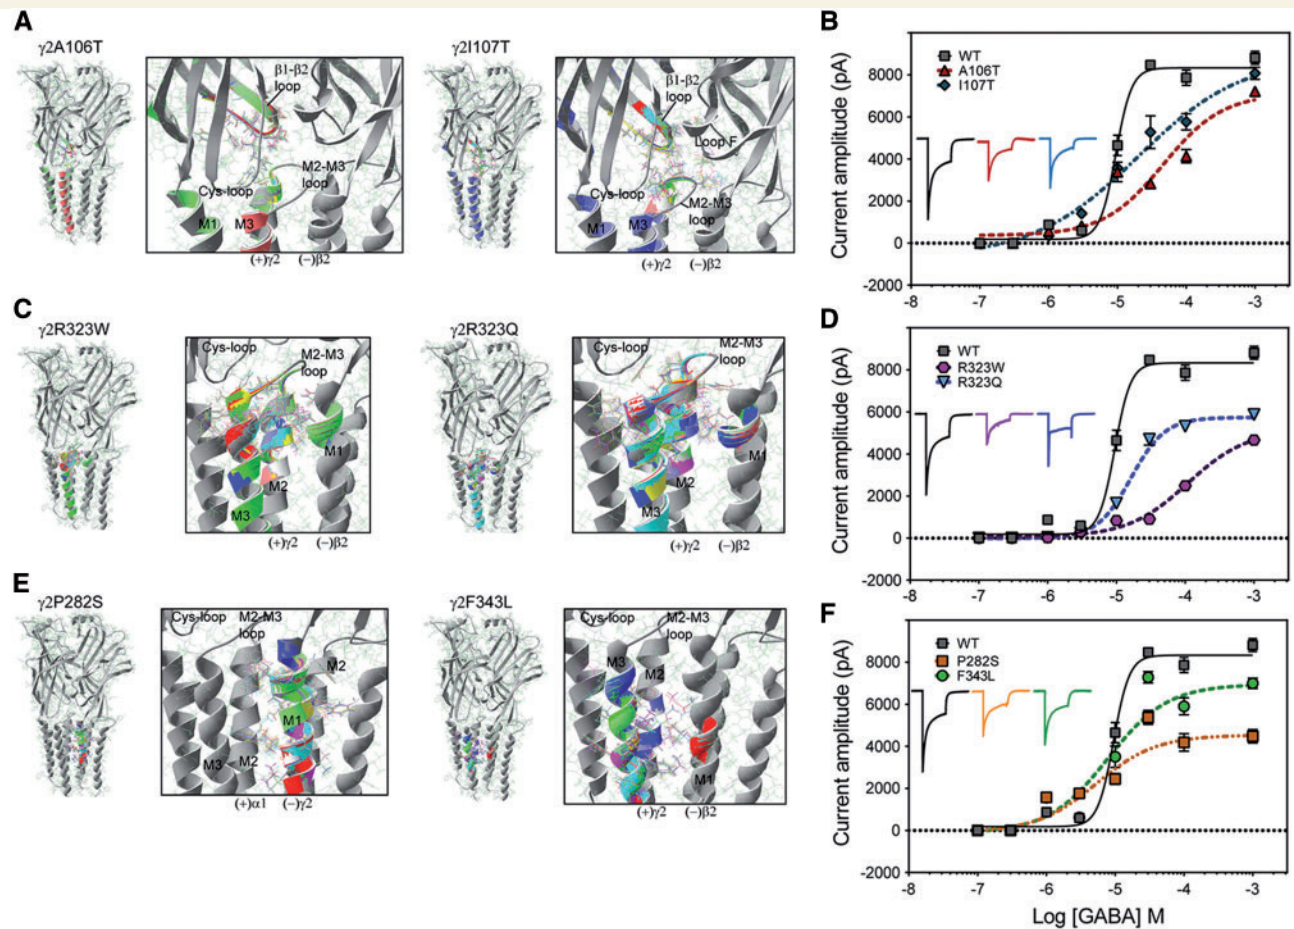 A
γ2A106T
β1-β2
loop
Cys-loop
M2-M3
loop
M1
M3
(+)γ2 (−)β2
γ2I107T
β1-β2
loop
Loop F
Cys-loop
M2-M3
loop
M1
M3
(+)γ2 (−)β2
B
WT
A106T
I107T
Current amplitude (pA)
8000
6000
4000
2000
0
-2000
-8 -7 -6 -5 -4 -3
C
γ2R323W
Cys-loop
M2-M3
loop
M1
M2
M3
(+)γ2 (−)β2
γ2R323Q
Cys-loop
M2-M3
loop
M1
M2
M3
(+)γ2 (−)β2
D
WT
R323W
R323Q
Current amplitude (pA)
8000
6000
4000
2000
0
-2000
-8 -7 -6 -5 -4 -3
E
γ2P282S
Cys-loop
M2-M3
loop
M2
M1
M3
M2
(+)α1 (−)γ2
γ2F343L
Cys-loop
M2-M3
loop
M3
M2
M1
(+)γ2 (−)β2
F
WT
P282S
F343L
Current amplitude (pA)
8000
6000
4000
2000
0
-2000
-8 -7 -6 -5 -4 -3
Log [GABA] M